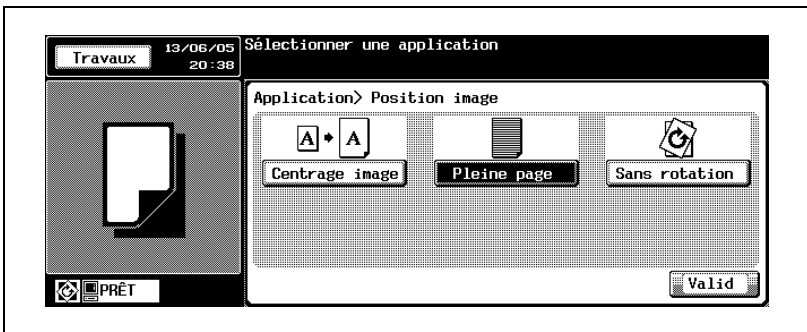 Travaux
13/06/05
20:38
Sélectionner une application
Application> Position image
A A
Centrage image
Pleine page
Sans rotation
PRÊT
Valid